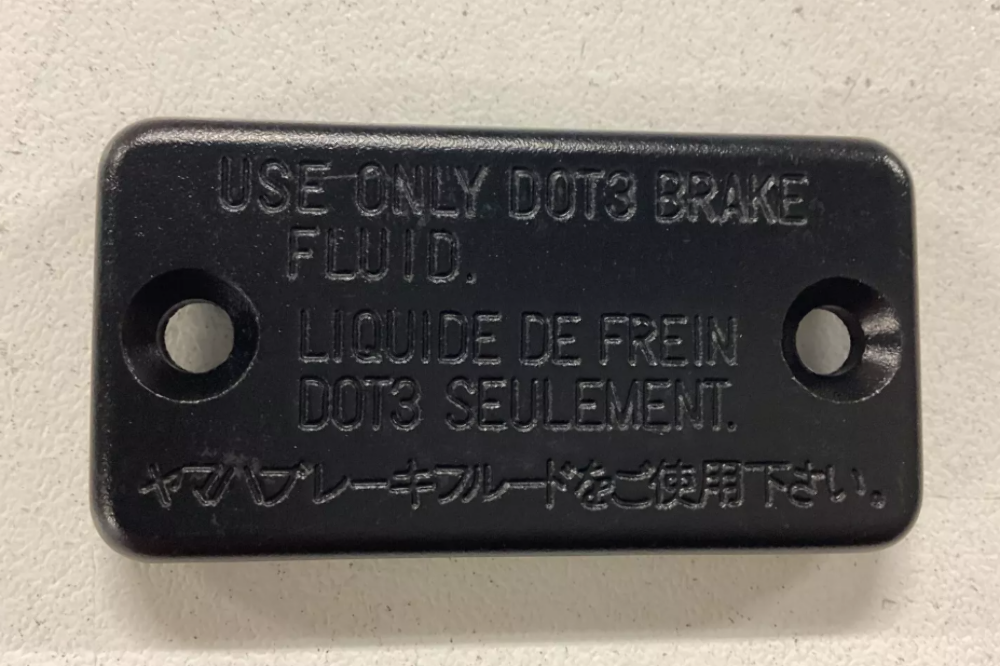 USE ONLY DOT3 BRAKE
FLUID.
LIQUIDE DE FREIN
DOT3 SEULEMENT.
ヤマハブレーキフルードをご使用下さい。